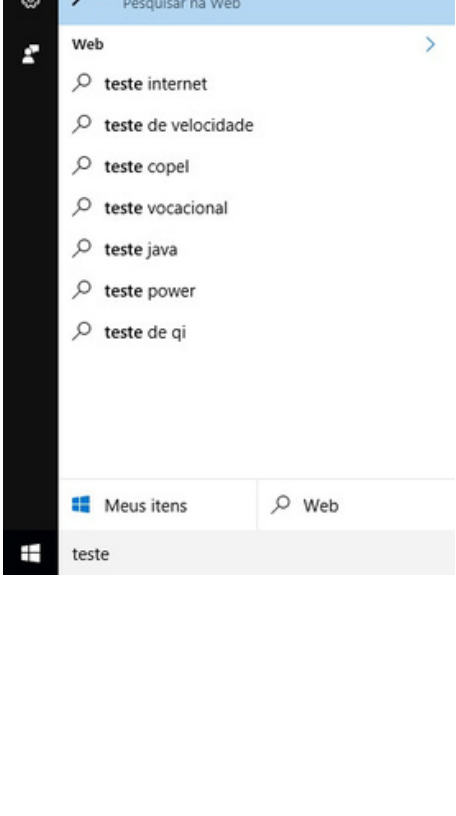 Pesquisar na Web
Web
teste internet
teste de velocidade
teste copel
teste vocacional
teste java
teste power
teste de qi
Meus itens
Web
teste